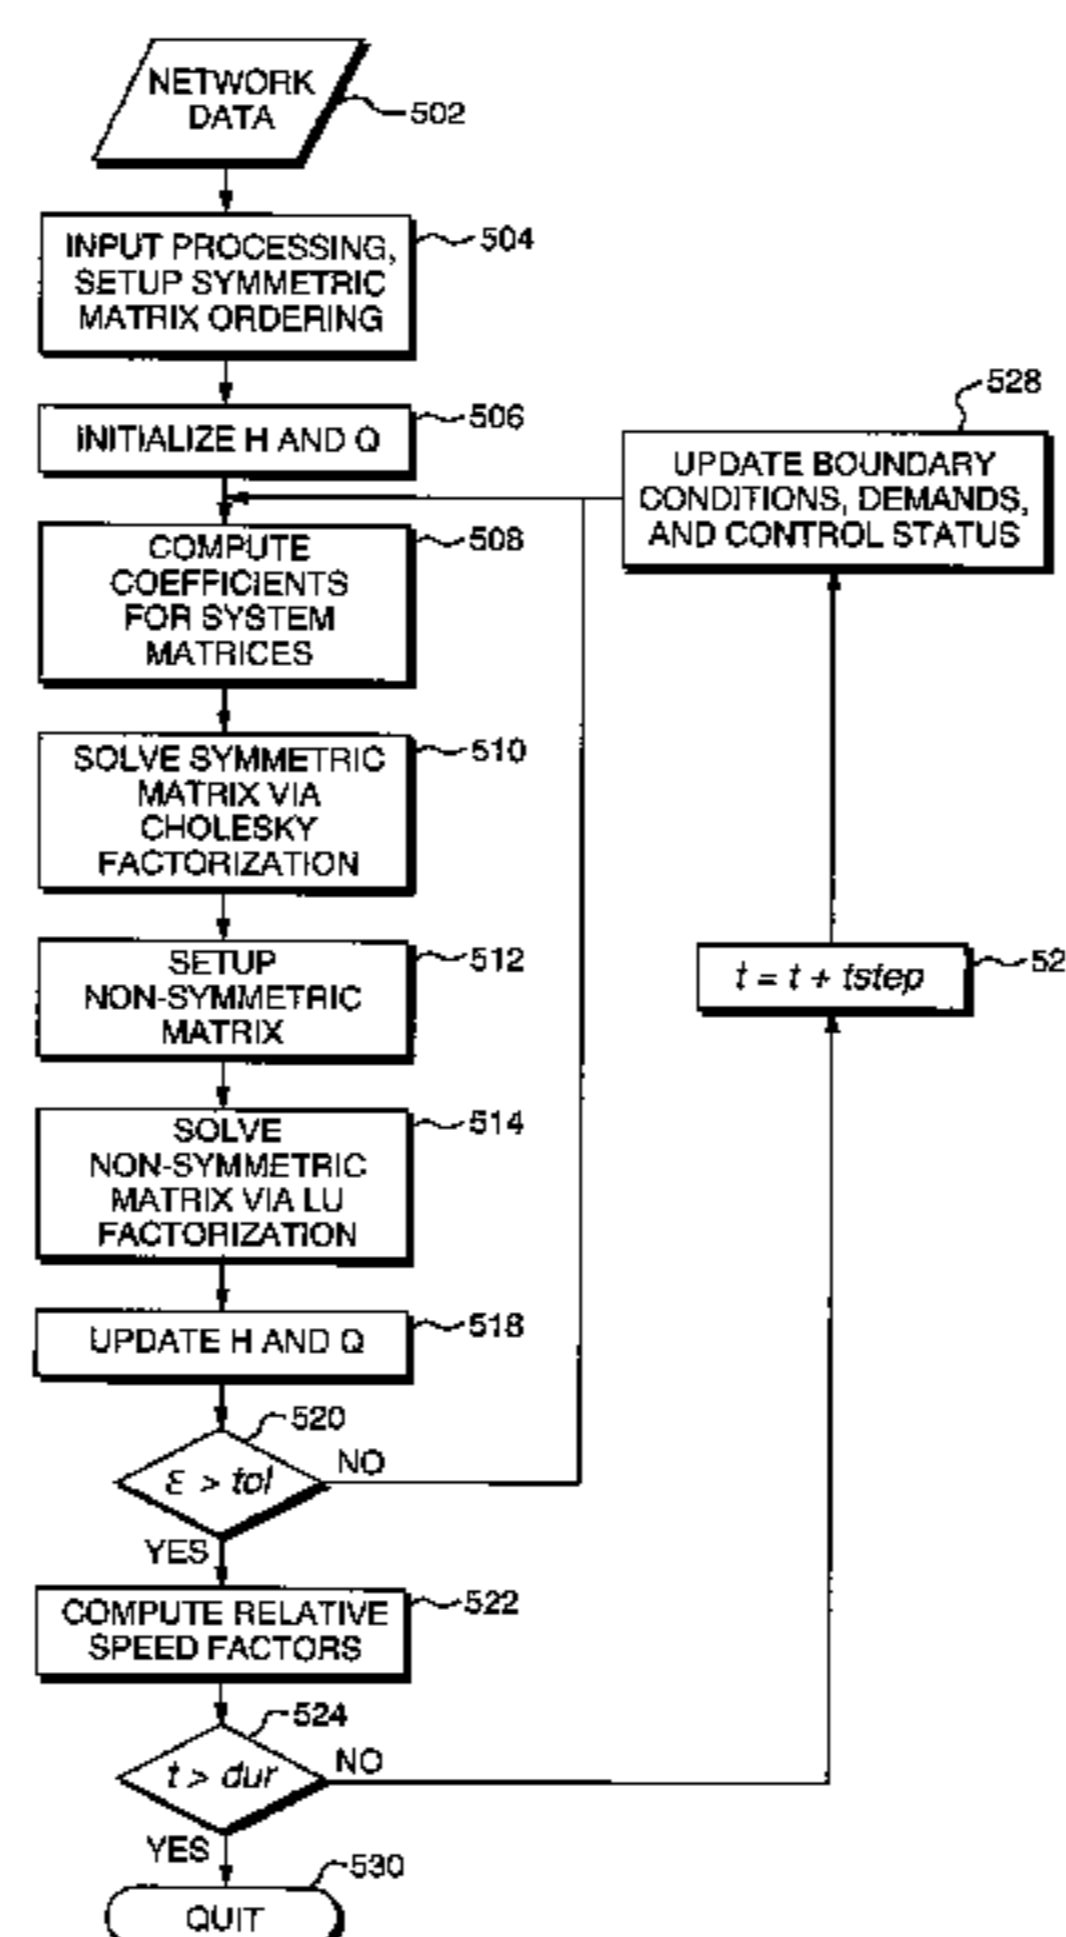 NETWORK
DATA
502
INPUT PROCESSING,
SETUP SYMMETRIC
MATRIX ORDERING
504
INITIALIZE H AND Q
506
528
UPDATE BOUNDARY
CONDITIONS, DEMANDS,
AND CONTROL STATUS
COMPUTE
COEFFICIENTS
FOR SYSTEM
MATRICES
508
SOLVE SYMMETRIC
MATRIX VIA
CHOLESKY
FACTORIZATION
510
SETUP
NON-SYMMETRIC
MATRIX
512
t = t + tstep
52
SOLVE
NON-SYMMETRIC
MATRIX VIA LU
FACTORIZATION
514
UPDATE H AND Q
518
520
ε > tol
NO
YES
COMPUTE RELATIVE
SPEED FACTORS
522
524
t > dur
NO
YES
530
QUIT